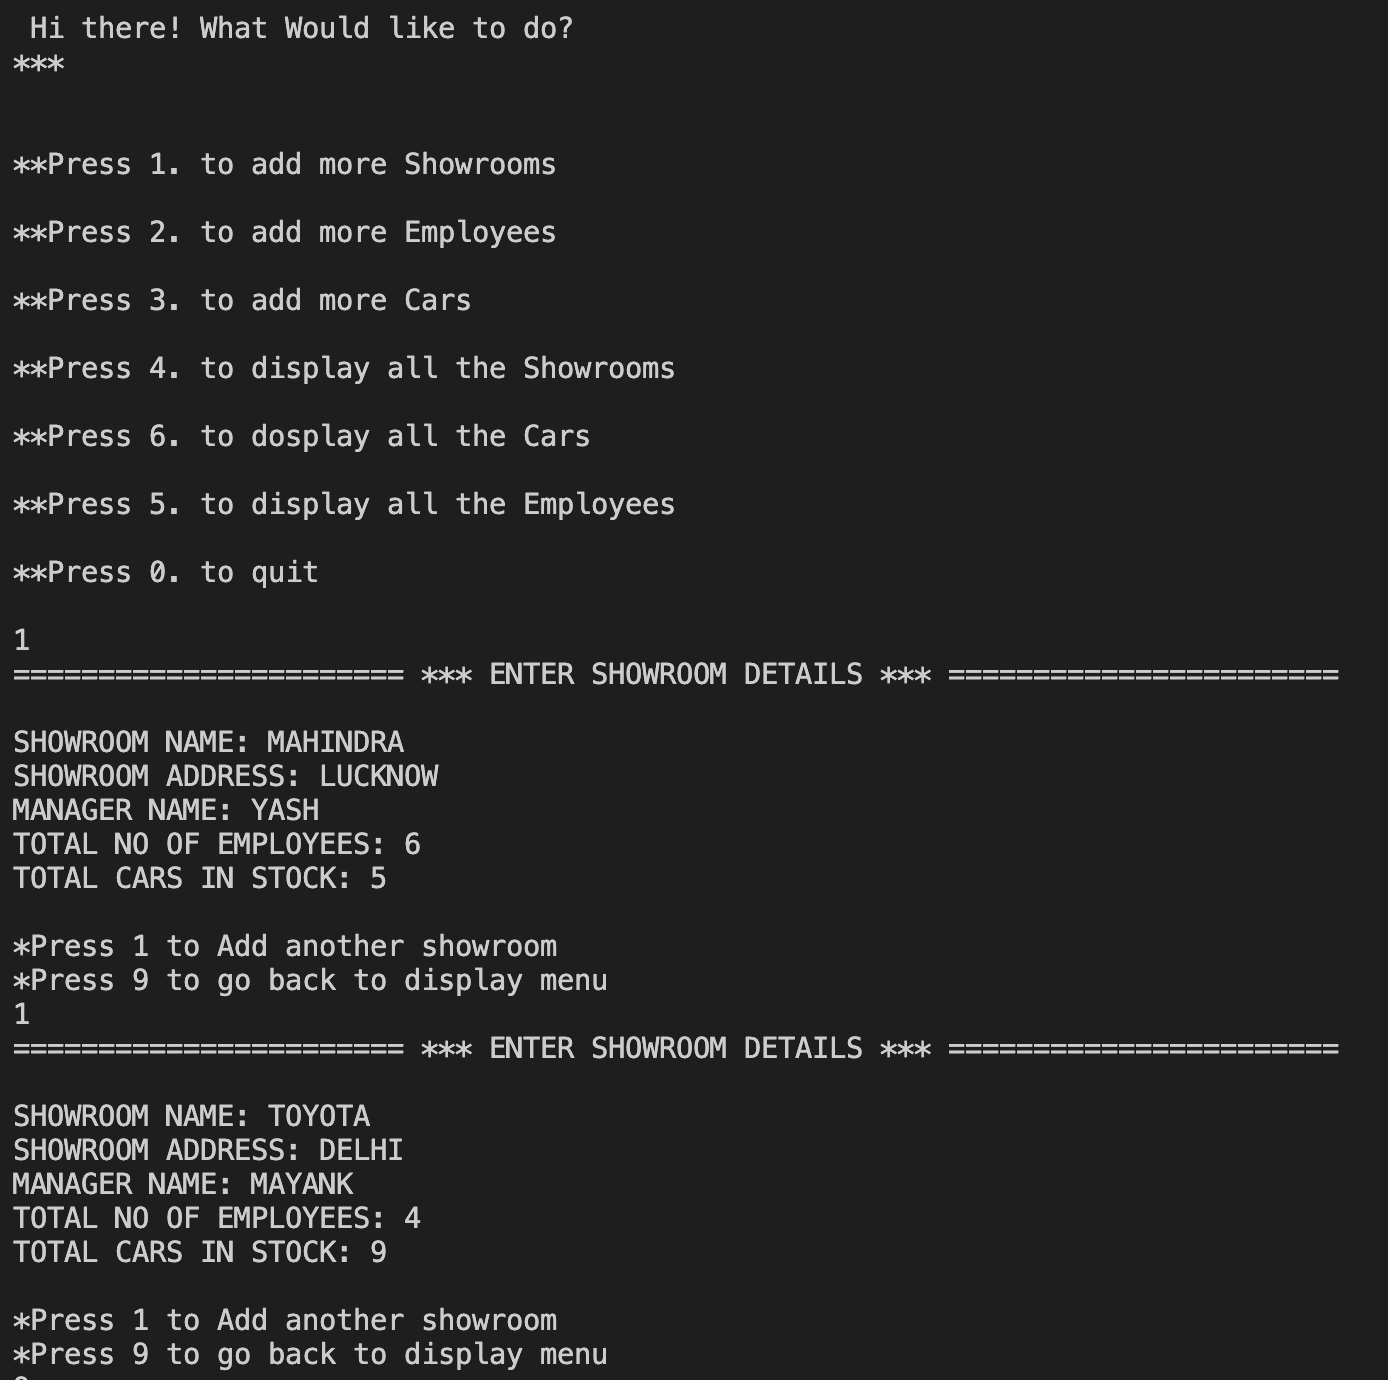 Hi there! What Would like to do?
***
**Press 1. to add more Showrooms
**Press 2. to add more Employees
**Press 3. to add more Cars
**Press 4. to display all the Showrooms
**Press 6. to dosplay all the Cars
**Press 5. to display all the Employees
**Press 0. to quit
1
======================= *** ENTER SHOWROOM DETAILS *** =======================
SHOWROOM NAME: MAHINDRA
SHOWROOM ADDRESS: LUCKNOW
MANAGER NAME: YASH
TOTAL NO OF EMPLOYEES: 6
TOTAL CARS IN STOCK: 5
*Press 1 to Add another showroom
*Press 9 to go back to display menu
1
======================= *** ENTER SHOWROOM DETAILS *** =======================
SHOWROOM NAME: TOYOTA
SHOWROOM ADDRESS: DELHI
MANAGER NAME: MAYANK
TOTAL NO OF EMPLOYEES: 4
TOTAL CARS IN STOCK: 9
*Press 1 to Add another showroom
*Press 9 to go back to display menu